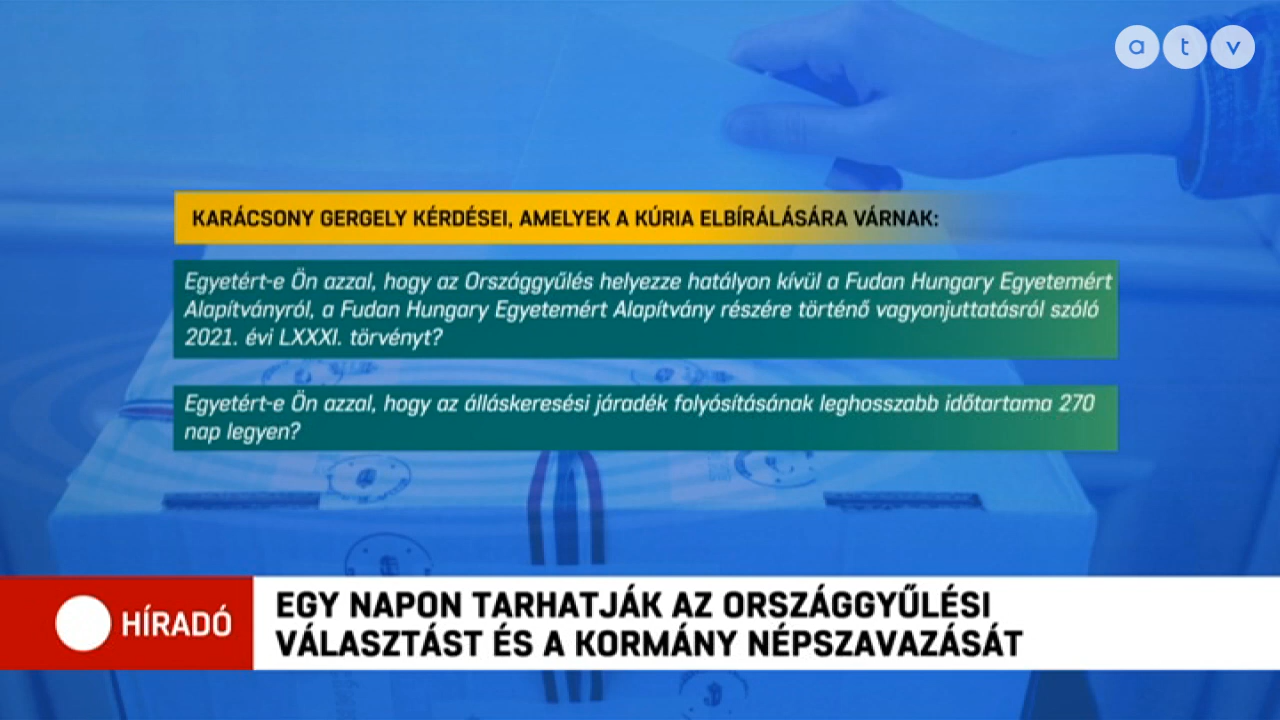 atv
KARÁCSONY GERGELY KÉRDÉSEI, AMELYEK A KÚRIA ELBÍRÁLÁSÁRA VÁRNAK:
Egyetért-e Ön azzal, hogy az Országgyűlés helyezze hatályon kívül a Fudan Hungary Egyetemért
Alapítványról, a Fudan Hungary Egyetemért Alapítvány részére történő vagyonjuttatásról szóló
2021. évi LXXXI. törvényt?
Egyetért-e Ön azzal, hogy az álláskeresési járadék folyósításának leghosszabb időtartama 270
nap legyen?
HÍRADÓ
EGY NAPON TARHATJÁK AZ ORSZÁGGYŰLÉSI
VÁLASZTÁST ÉS A KORMÁNY NÉPSZAVAZÁSÁT